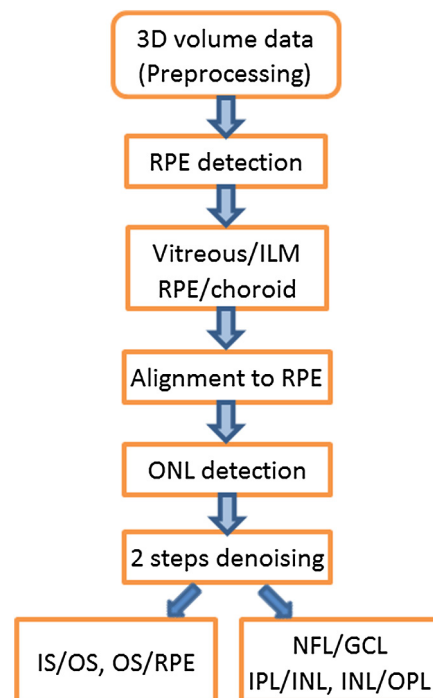 3D volume data
(Preprocessing)
RPE detection
Vitreous/ILM
RPE/choroid
Alignment to RPE
ONL detection
2 steps denoising
IS/OS, OS/RPE
NFL/GCL
IPL/INL, INL/OPL